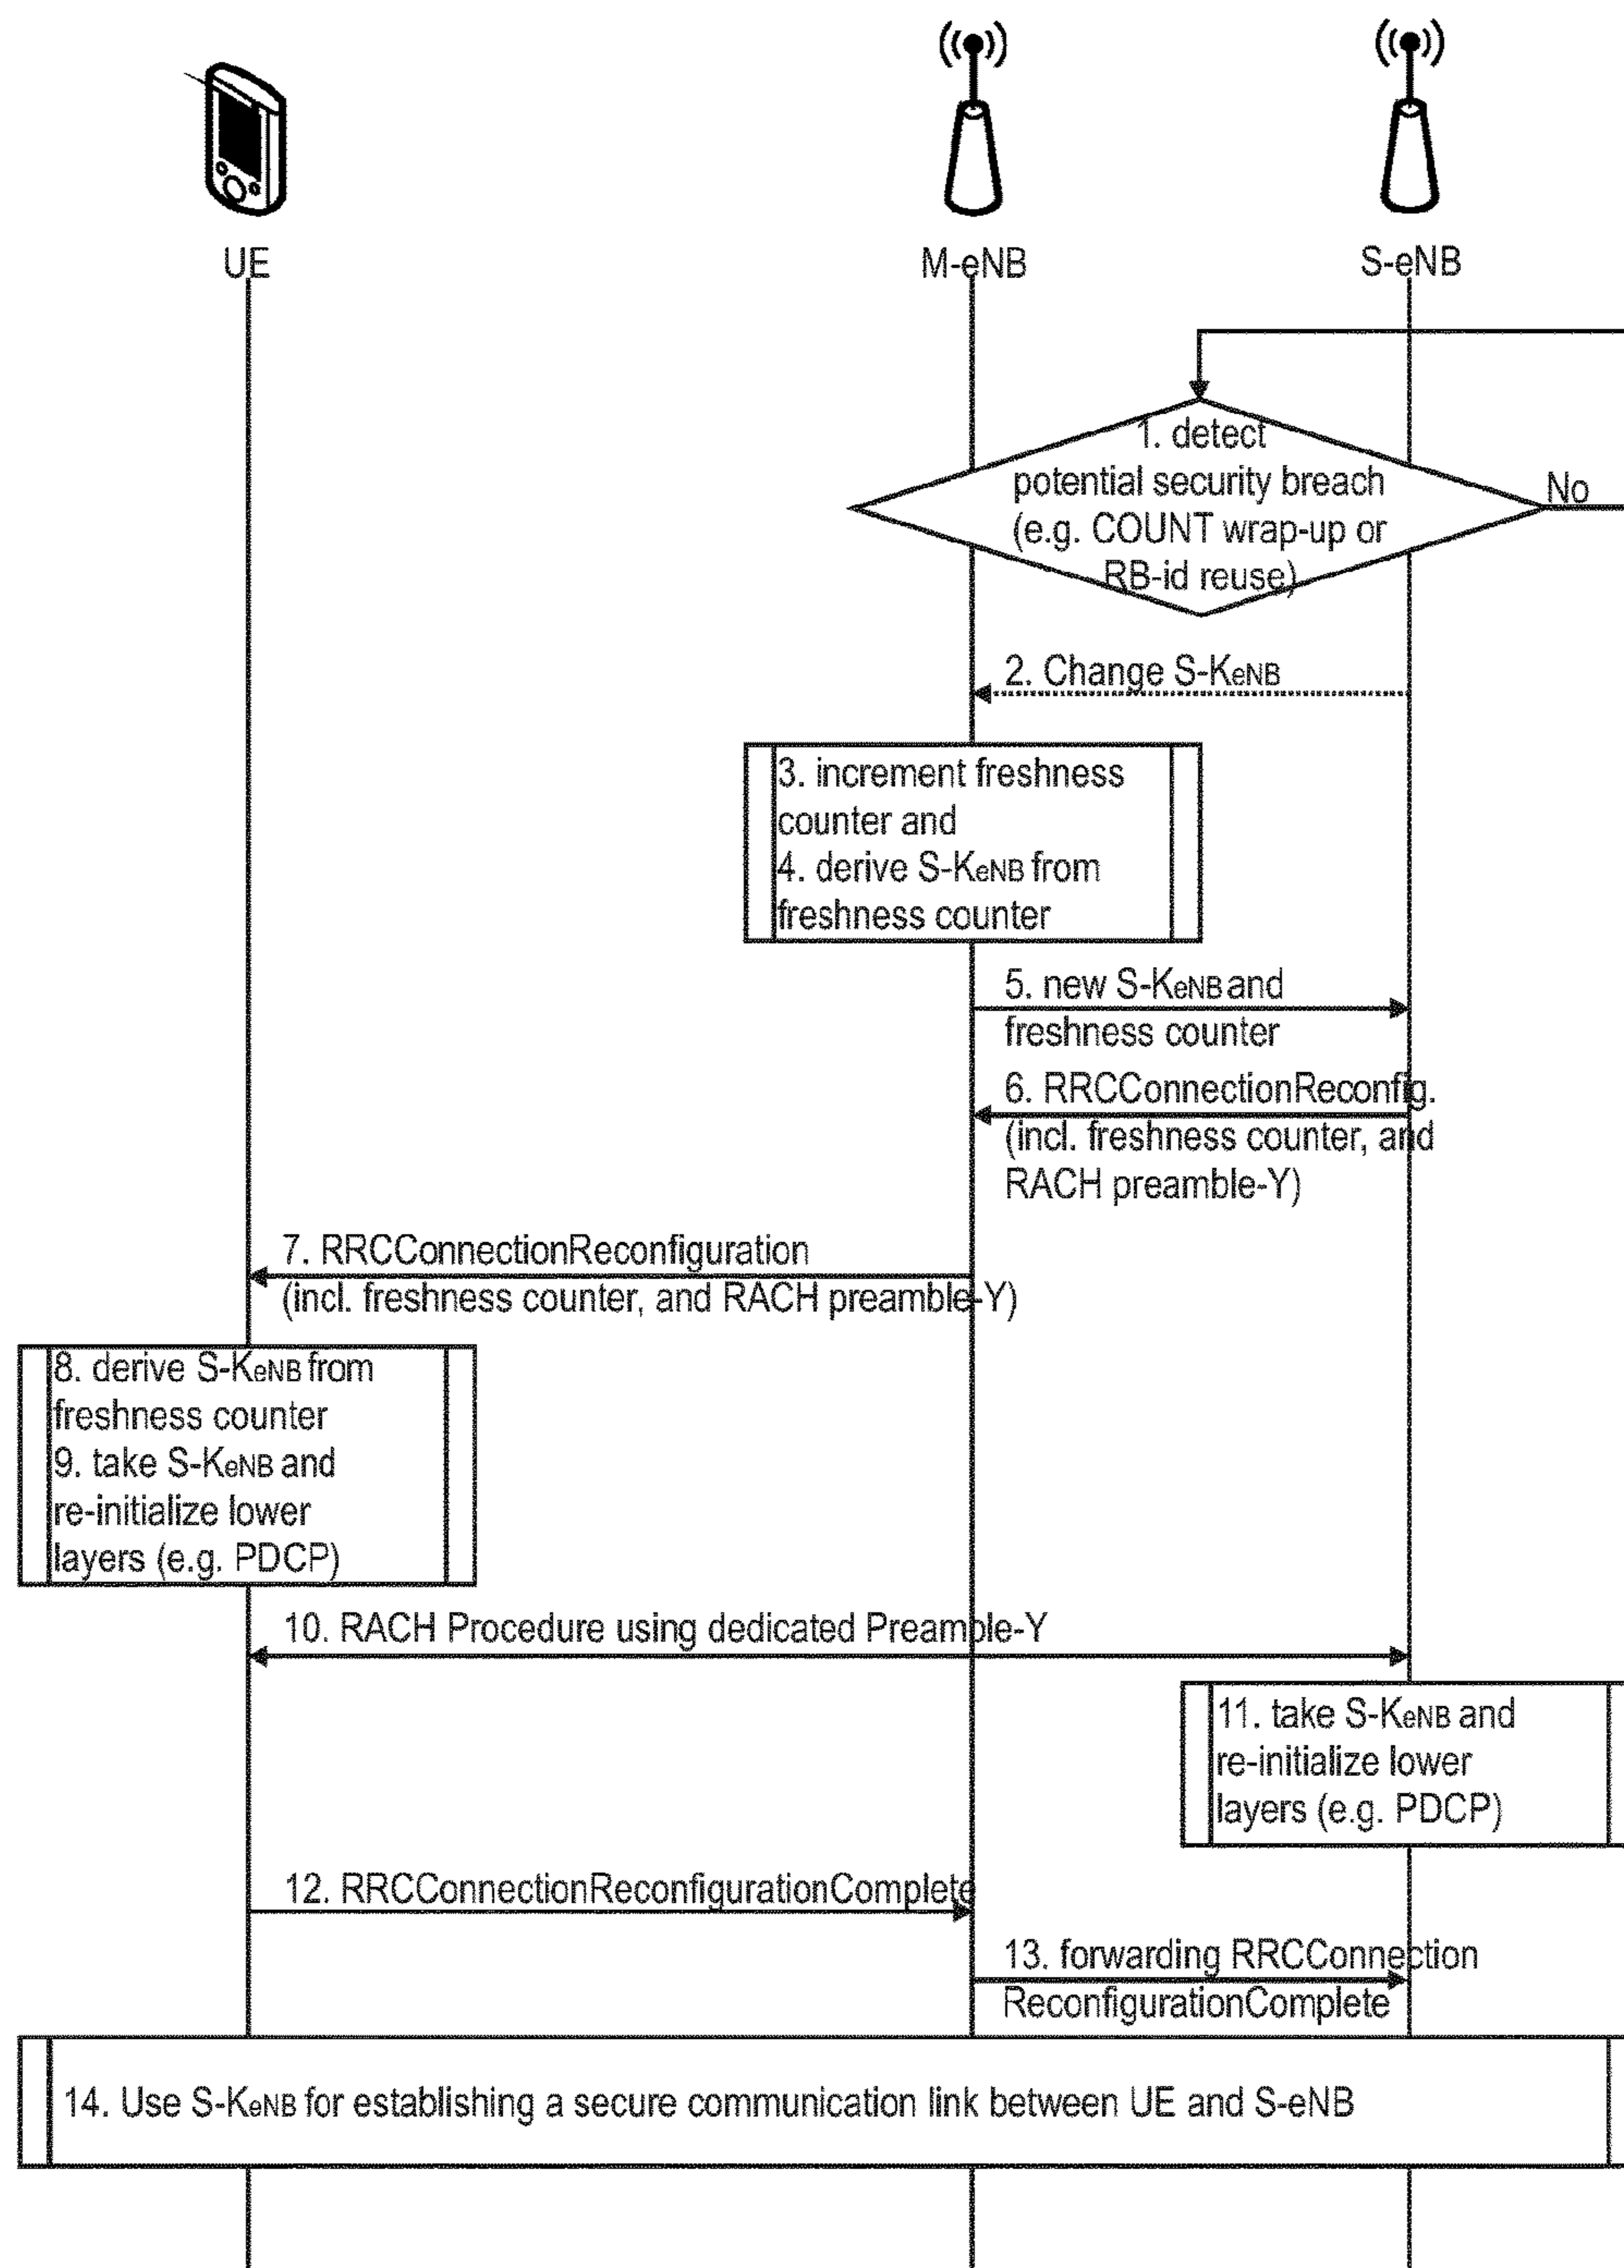 UE
M-eNB
S-eNB
1. detect
potential security breach
(e.g. COUNT wrap-up or
RB-id reuse)
No
2. Change S-KeNB
3. increment freshness
counter and
4. derive S-KeNB from
freshness counter
5. new S-KeNB and
freshness counter
6. RRCConnectionReconfig.
(incl. freshness counter, and
RACH preamble-Y)
7. RRCConnectionReconfiguration
(incl. freshness counter, and RACH preamble-Y)
8. derive S-KeNB from
freshness counter
9. take S-KeNB and
re-initialize lower
layers (e.g. PDCP)
10. RACH Procedure using dedicated Preamble-Y
11. take S-KeNB and
re-initialize lower
layers (e.g. PDCP)
12. RRCConnectionReconfigurationComplete
13. forwarding RRCConnection
ReconfigurationComplete
14. Use S-KeNB for establishing a secure communication link between UE and S-eNB